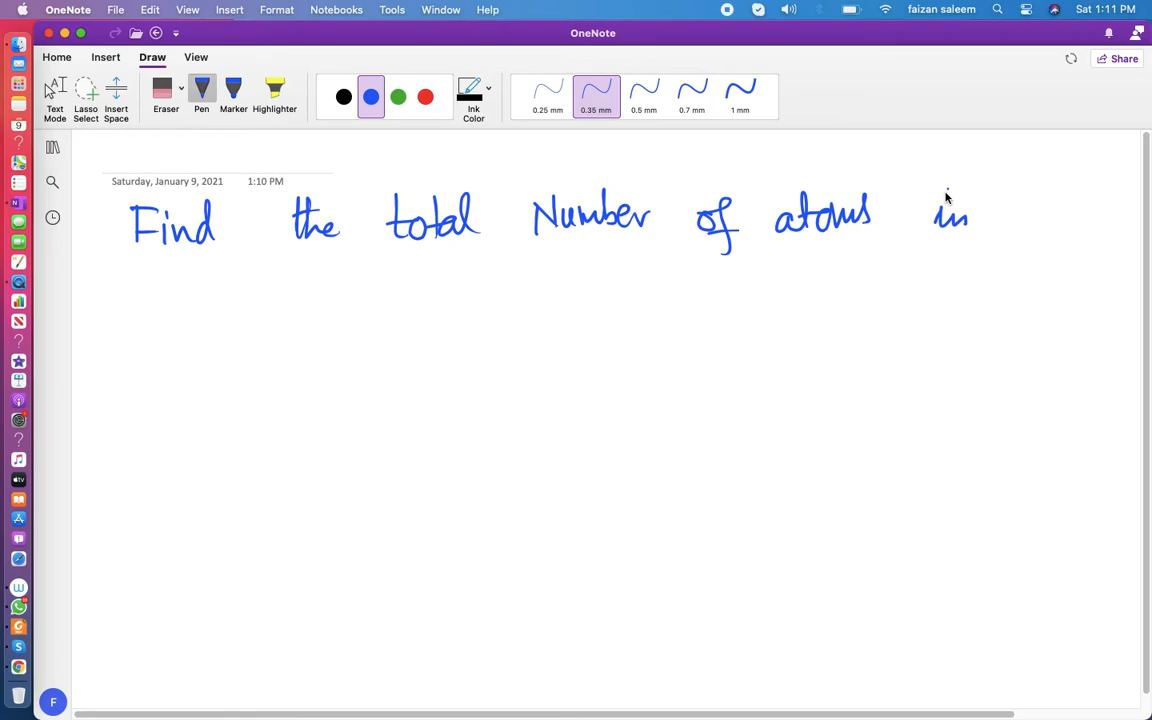 OneNote File Edit View Insert Format Notebooks Tools Window Help faizan saleem Sat 1:11 PM
OneNote
Home Insert Draw View Share
Text Mode Lasso Select Insert Space Eraser Pen Marker Highlighter Ink Color 0.25 mm 0.35 mm 0.5 mm 0.7 mm 1 mm
Saturday, January 9, 2021 1:10 PM
Find the total Number of atoms in
F